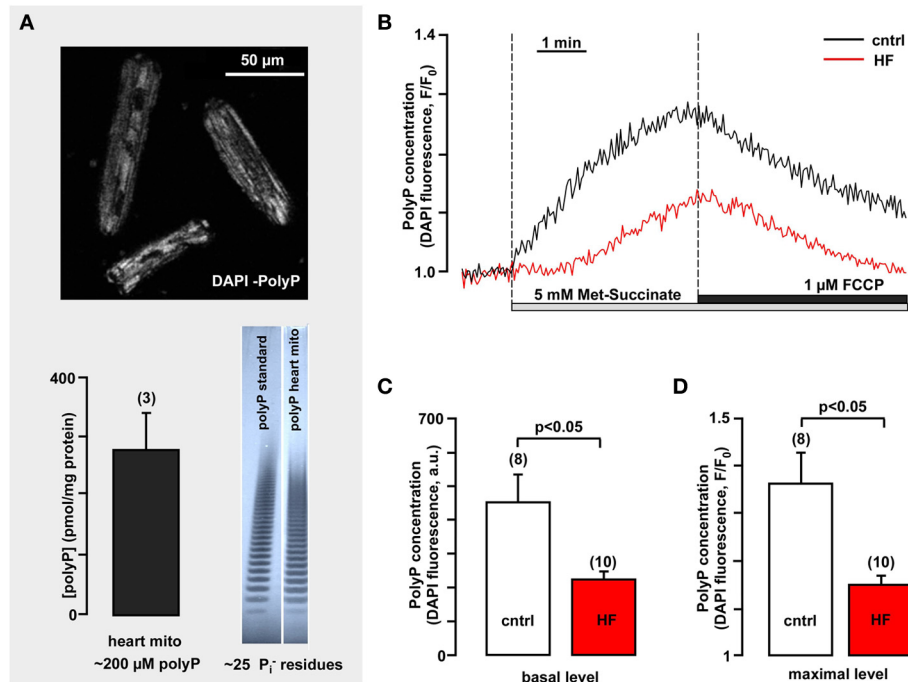 A
50 µm
DAPI -PolyP
400
[polyP] (pmol/mg protein)
0
(3)
heart mito
~200 µM polyP
polyP standard
polyP heart mito
~25 Pi- residues
B
1.4
1 min
cntrl
HF
PolyP concentration
(DAPI fluorescence, F/F0)
1.0
5 mM Met-Succinate
1 µM FCCP
C
700
PolyP concentration
(DAPI fluorescence, a.u.)
0
p<0.05
(8)
(10)
cntrl
HF
basal level
D
1.5
PolyP concentration
(DAPI fluorescence, F/F0)
1
p<0.05
(8)
(10)
cntrl
HF
maximal level